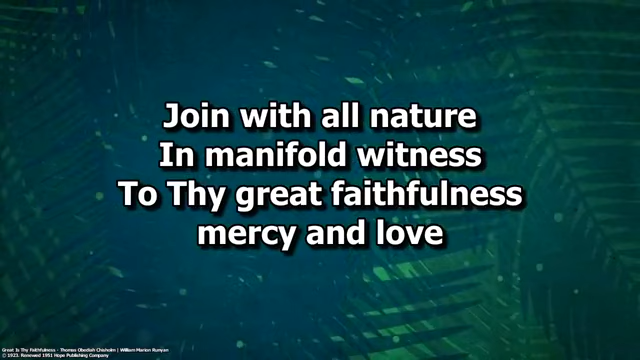 Join with all nature
In manifold witness
To Thy great faithfulness
mercy and love
Great Is Thy Faithfulness - Thomas Obediah Chisholm | William Marion Runyan
© 1923. Renewed 1951 Hope Publishing Company